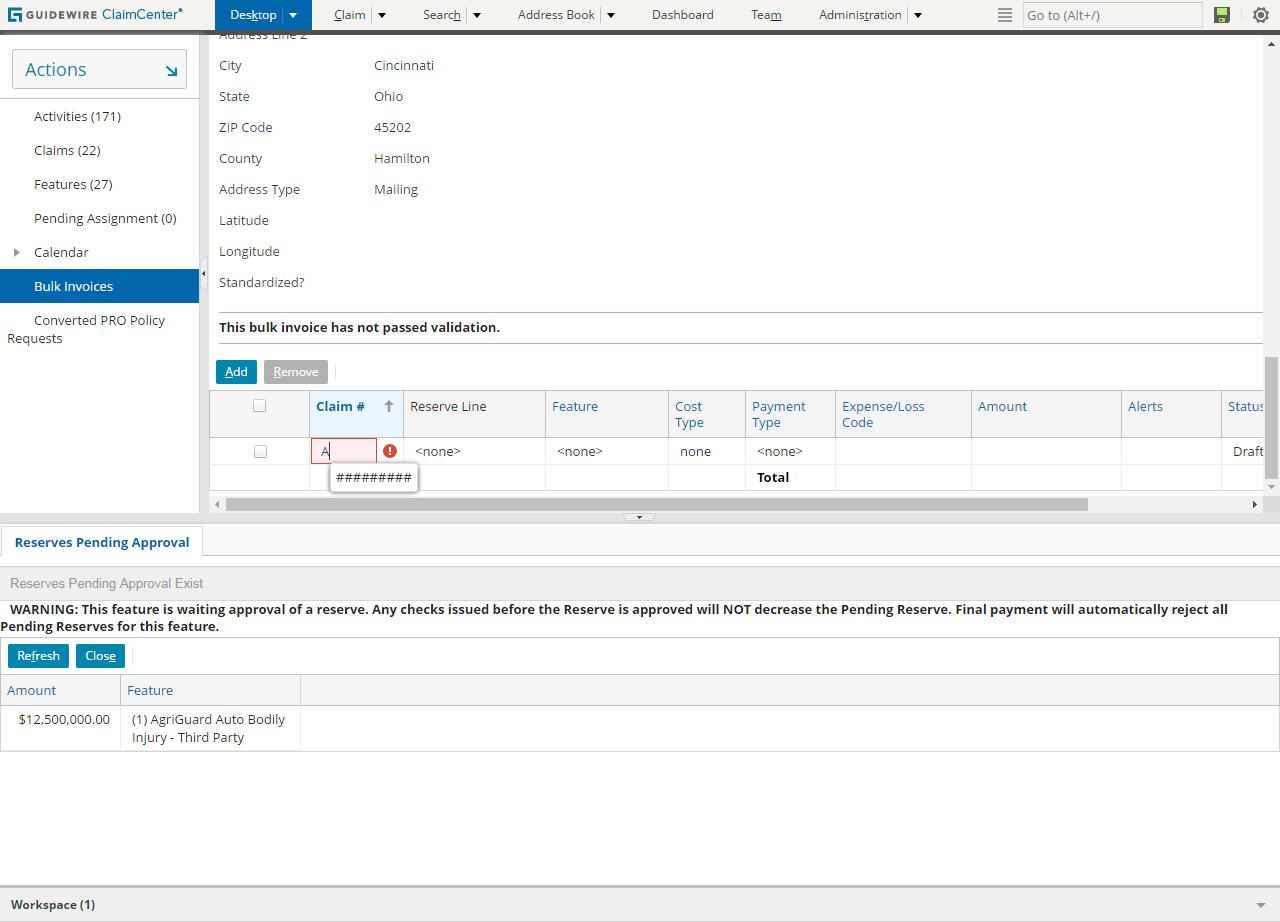 GUIDEWIRE ClaimCenter®
Desktop
Claim
Search
Address Book
Dashboard
Team
Administration
Go to (Alt+/)
Actions
Activities (171)
Claims (22)
Features (27)
Pending Assignment (0)
Calendar
Bulk Invoices
Converted PRO Policy
Requests
Address Line 2
City Cincinnati
State Ohio
ZIP Code 45202
County Hamilton
Address Type Mailing
Latitude
Longitude
Standardized?
This bulk invoice has not passed validation.
Add Remove
Claim # Reserve Line Feature Cost Type Payment Type Expense/Loss Code Amount Alerts Status
A <none> <none> none <none> Draft
#########
Total
Reserves Pending Approval
Reserves Pending Approval Exist
WARNING: This feature is waiting approval of a reserve. Any checks issued before the Reserve is approved will NOT decrease the Pending Reserve. Final payment will automatically reject all
Pending Reserves for this feature.
Refresh Close
Amount Feature
$12,500,000.00 (1) AgriGuard Auto Bodily
Injury - Third Party
Workspace (1)